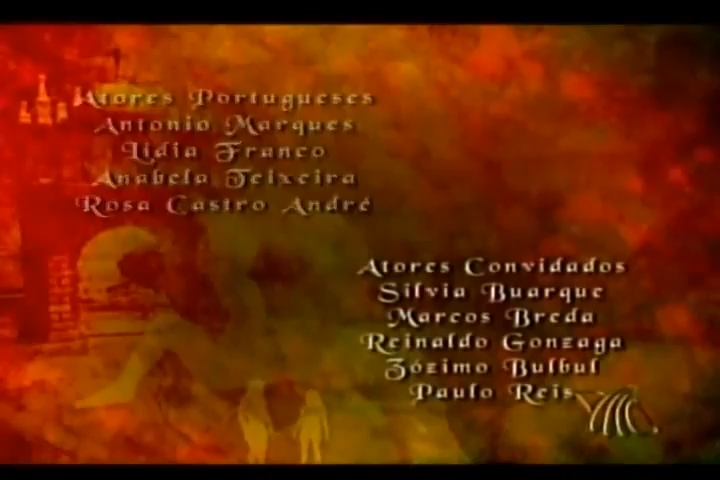 Atores Portugueses
Antonio Marques
Lidia Franco
Anabela Teixeira
Rosa Castro André
Atores Convidados
Silvia Buarque
Marcos Breda
Reinaldo Gonzaga
Zózimo Bulbul
Paulo Reis